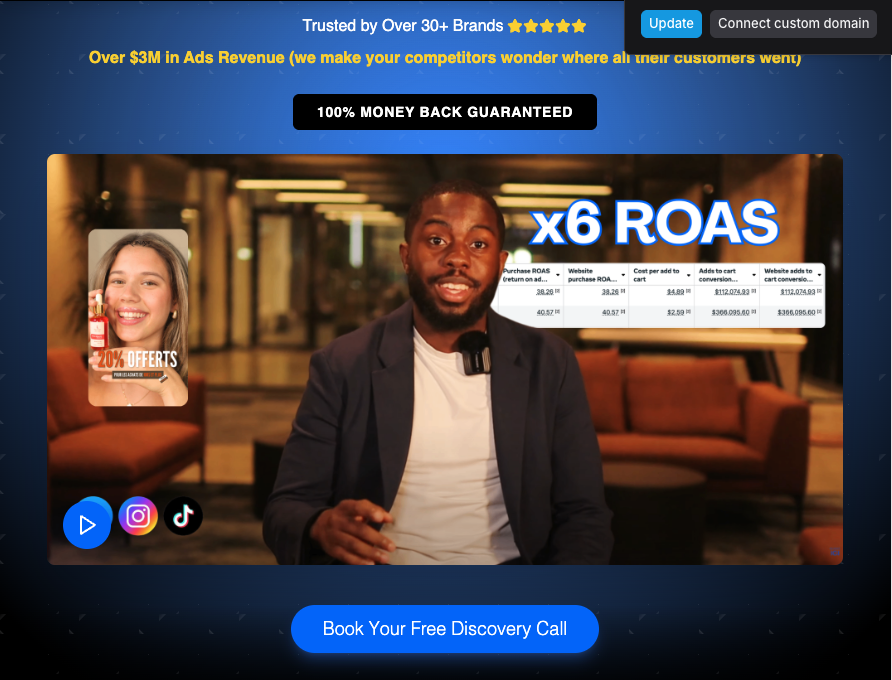 Trusted by Over 30+ Brands
Update
Connect custom domain
Over $3M in Ads Revenue (we make your competitors wonder where all their customers went)
100% MONEY BACK GUARANTEED
x6 ROAS
Purchase ROAS (return on ad...
Website purchase ROA...
Cost per add to cart
Adds to cart conversion...
Website adds to cart conversio...
38.26 38.26 $4.89 $112,074.93 $112,074.93
40.57 40.57 $2.59 $366,095.60 $366,095.60
20% OFFERTS
Book Your Free Discovery Call